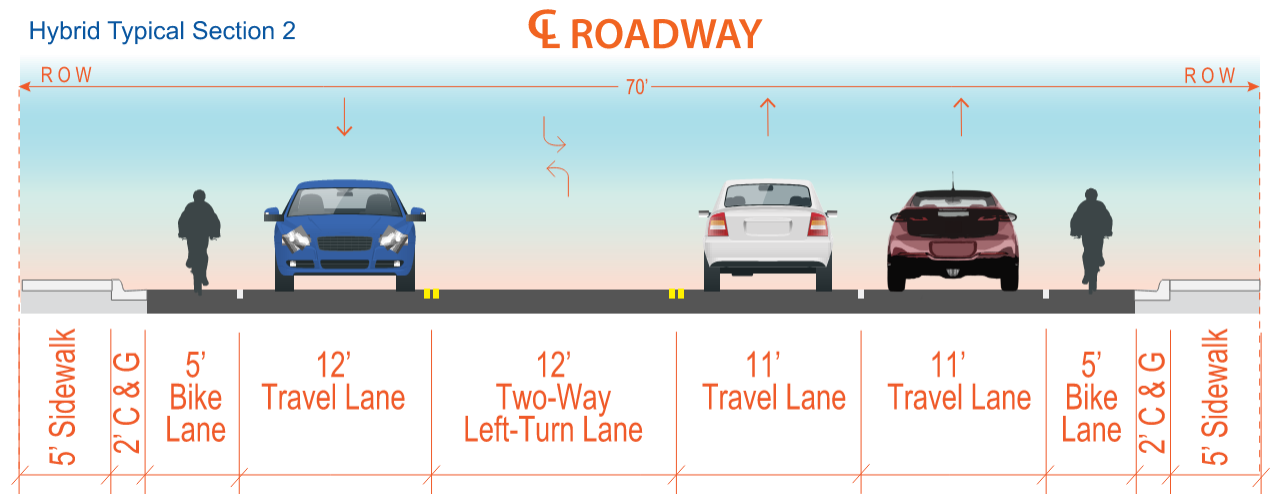 Hybrid Typical Section 2
℄ ROADWAY
ROW
ROW
70'
5' Sidewalk
2' C & G
5'
Bike
Lane
12'
Travel Lane
12'
Two-Way
Left-Turn Lane
11'
Travel Lane
11'
Travel Lane
5'
Bike
Lane
2' C & G
5' Sidewalk